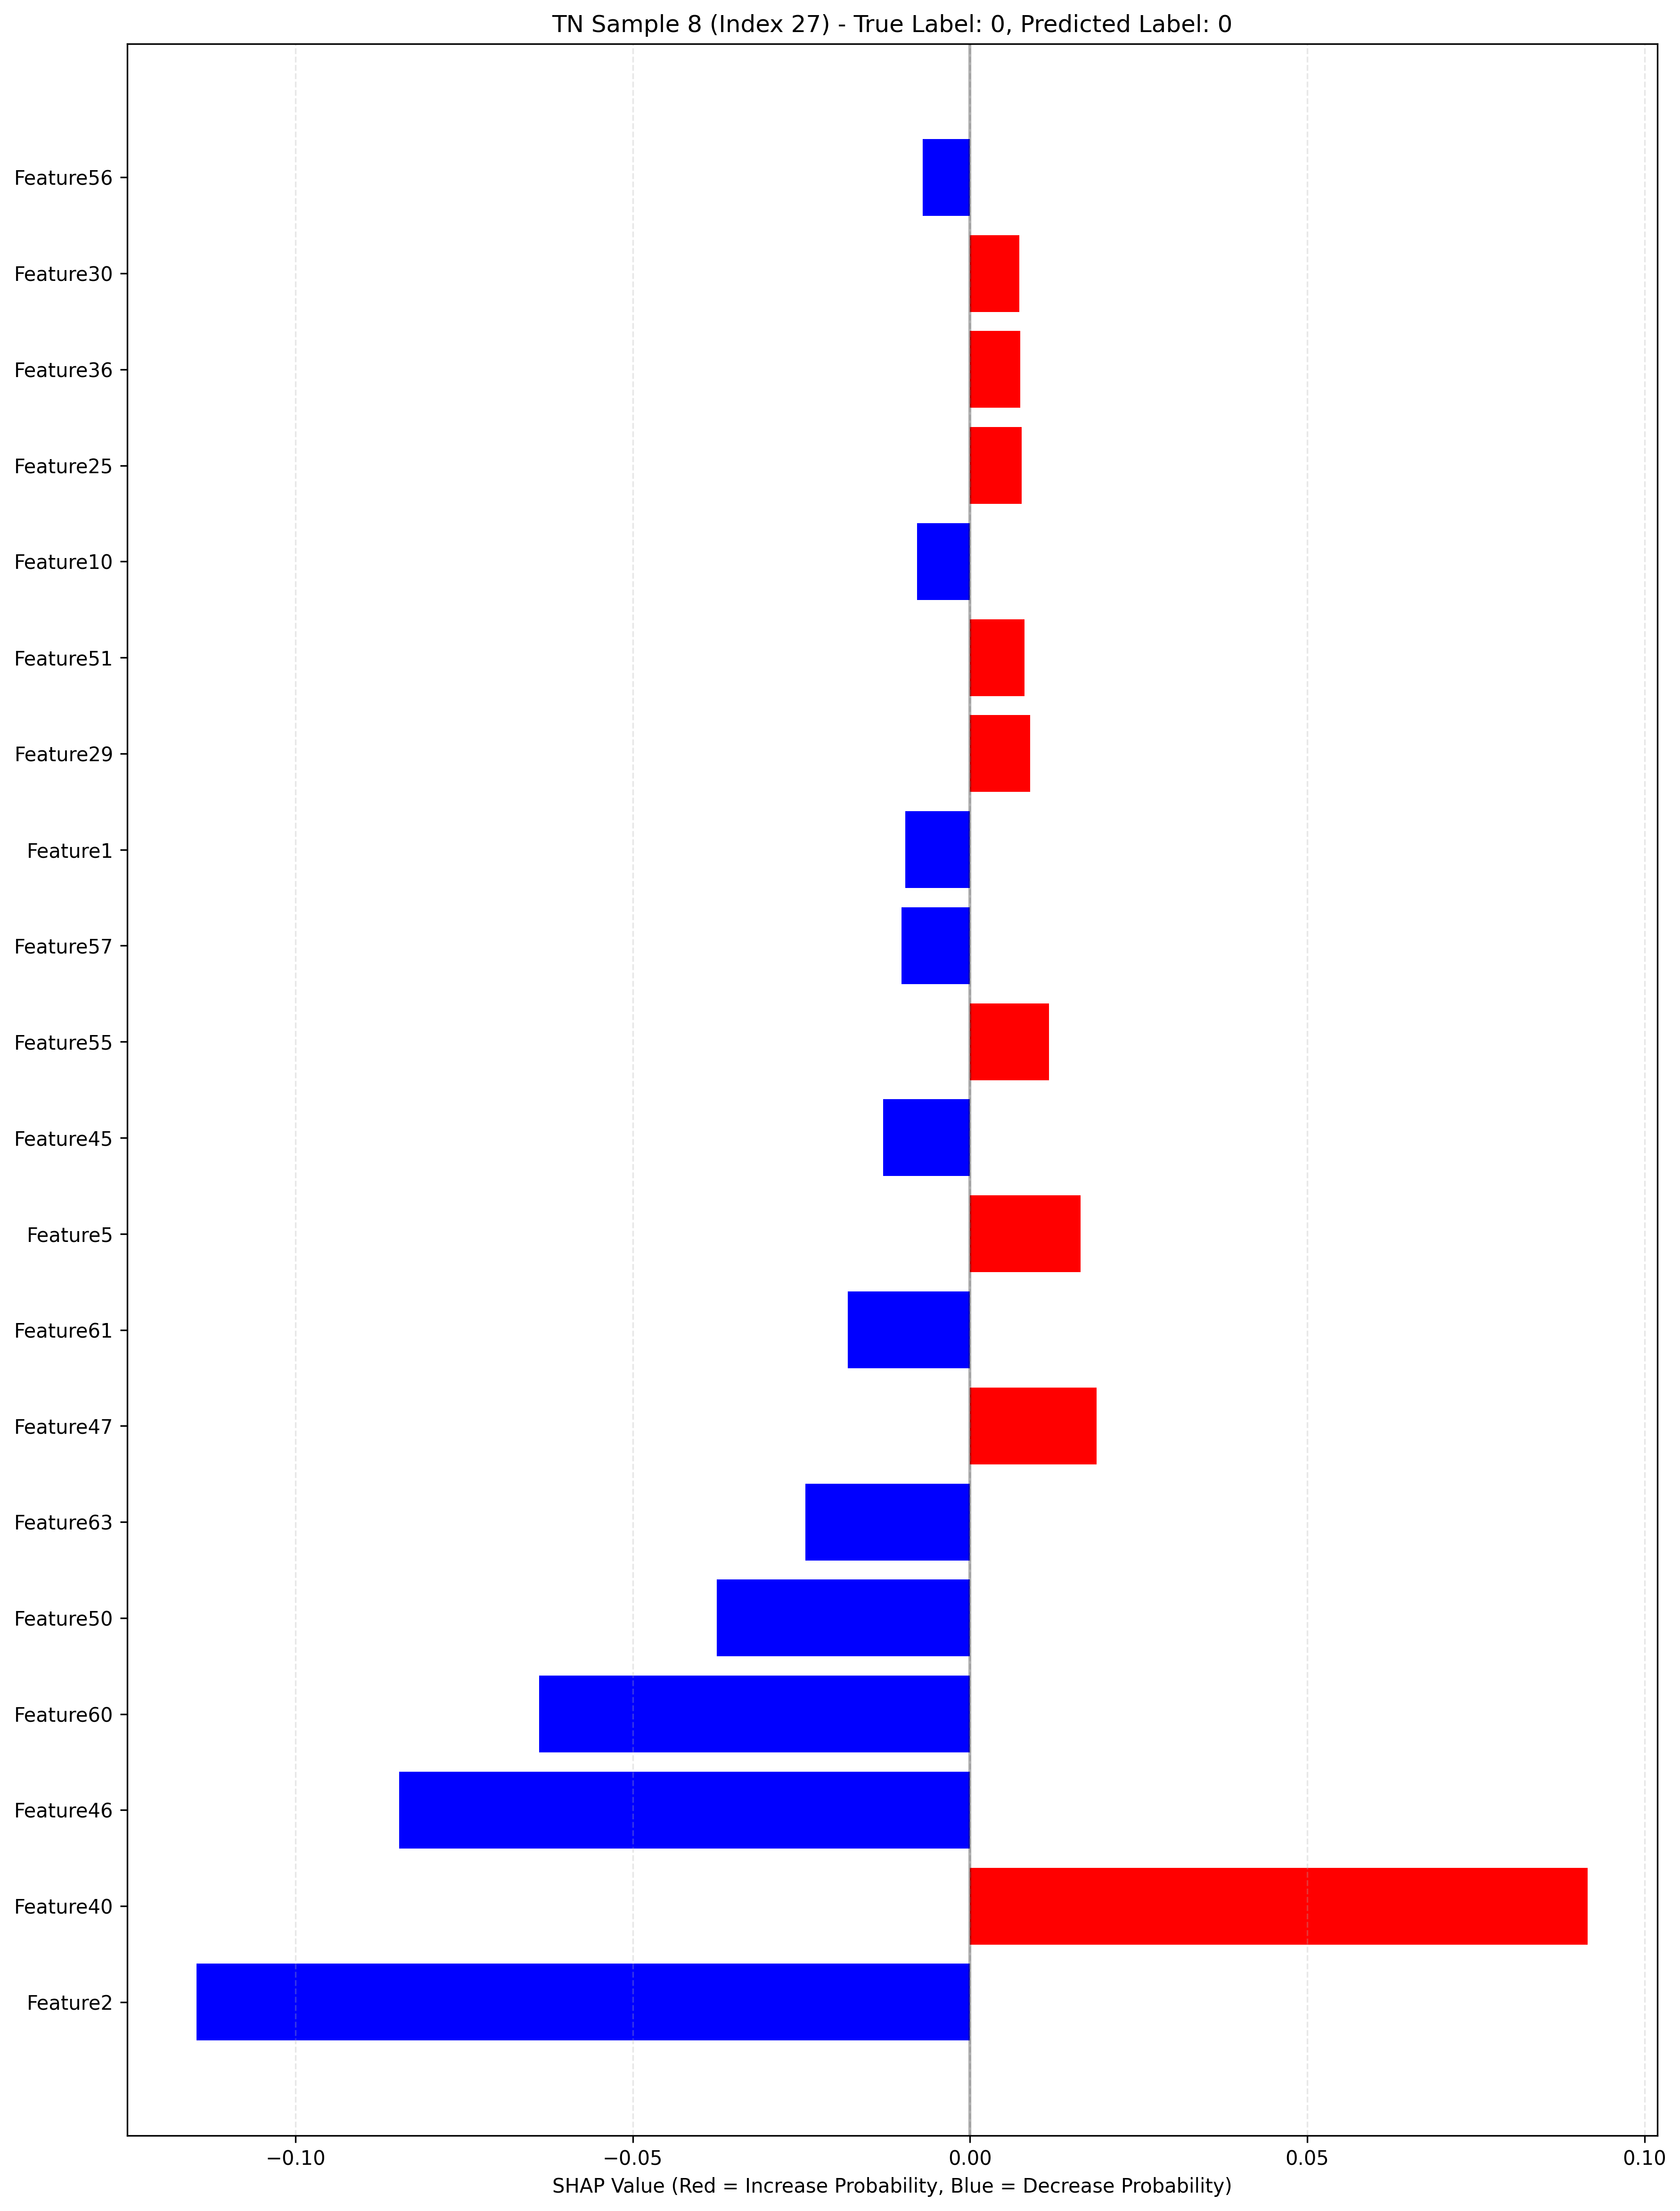 TN Sample 8 (Index 27) - True Label: 0, Predicted Label: 0
Feature56
Feature30
Feature36
Feature25
Feature10
Feature51
Feature29
Feature1
Feature57
Feature55
Feature45
Feature5
Feature61
Feature47
Feature63
Feature50
Feature60
Feature46
Feature40
Feature2
−0.10 −0.05 0.00 0.05 0.10
SHAP Value (Red = Increase Probability, Blue = Decrease Probability)